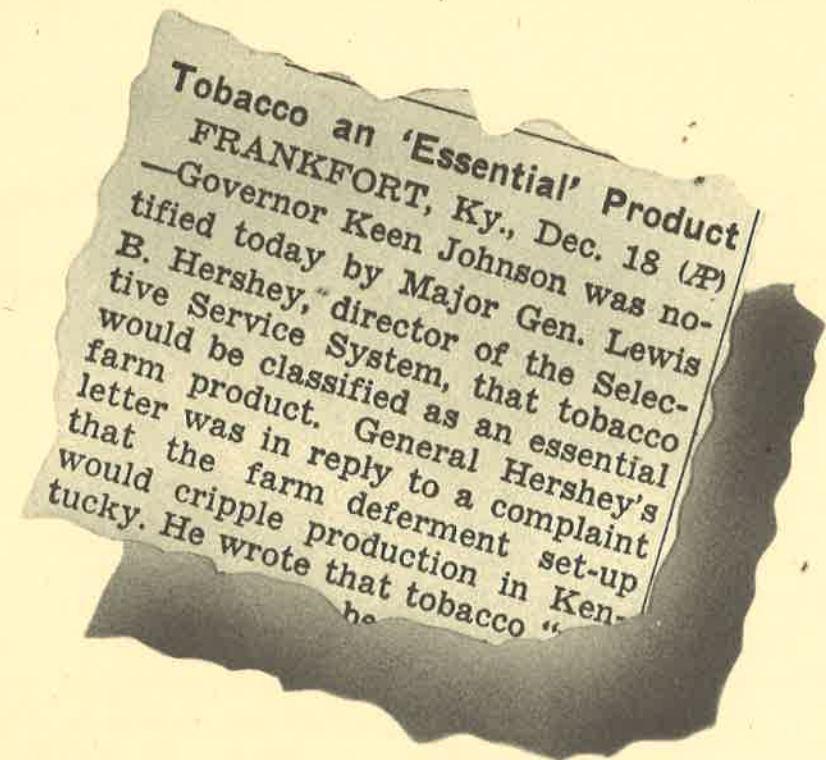 Tobacco an 'Essential' Product
FRANKFORT, Ky., Dec. 18 (AP)
—Governor Keen Johnson was no-
tified today by Major Gen. Lewis
B. Hershey, director of the Selec-
tive Service System, that tobacco
would be classified as an essential
farm product. General Hershey's
letter was in reply to a complaint
that the farm deferment set-up
would cripple production in Ken-
tucky. He wrote that tobacco "